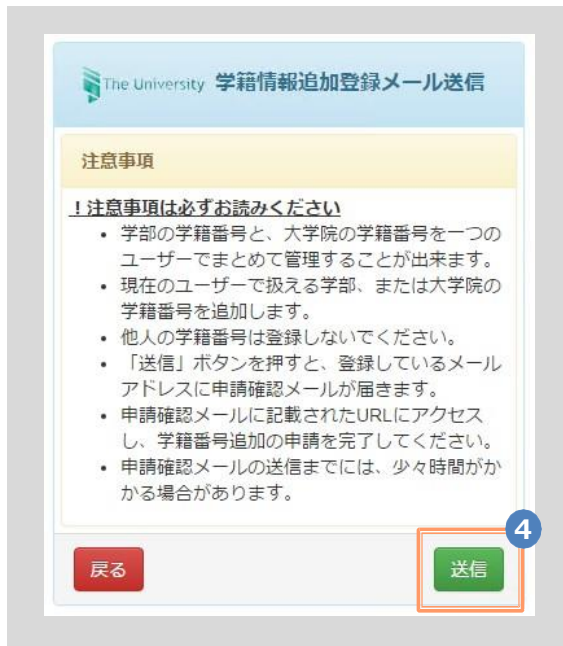 The University 学籍情報追加登録メール送信
注意事項
！注意事項は必ずお読みください
• 学部の学籍番号と、大学院の学籍番号を一つの
ユーザーでまとめて管理することが出来ます。
• 現在のユーザーで扱える学部、または大学院の
学籍番号を追加します。
• 他人の学籍番号は登録しないでください。
• 「送信」ボタンを押すと、登録しているメール
アドレスに申請確認メールが届きます。
• 申請確認メールに記載されたURLにアクセス
し、学籍番号追加の申請を完了してください。
• 申請確認メールの送信までには、少々時間がか
かる場合があります。
4
戻る
送信